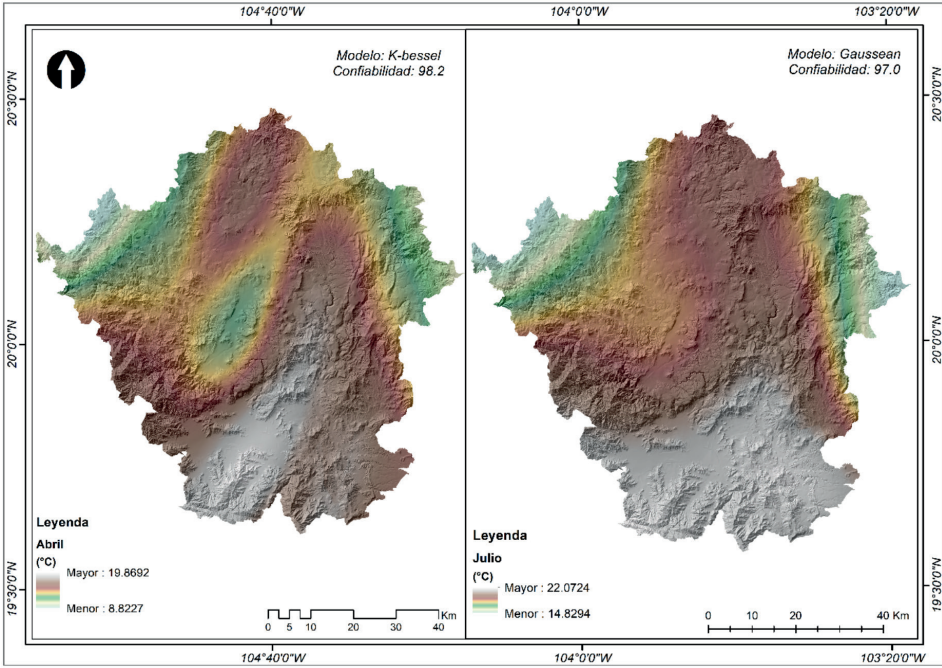 104°40'0"W
104°0'0"W
103°20'0"W
Modelo: K-bessel
Confiabilidad: 98.2
Modelo: Gaussean
Confiabilidad: 97.0
20°30'0"N
20°30'0"N
20°0'0"N
20°0'0"N
19°30'0"N
19°30'0"N
Leyenda
Abril
(°C)
Mayor : 19.8692
Menor : 8.8227
0 5 10 20 30 40 Km
Leyenda
Julio
(°C)
Mayor : 22.0724
Menor : 14.8294
0 10 20 40 Km
104°40'0"W
104°0'0"W
103°20'0"W